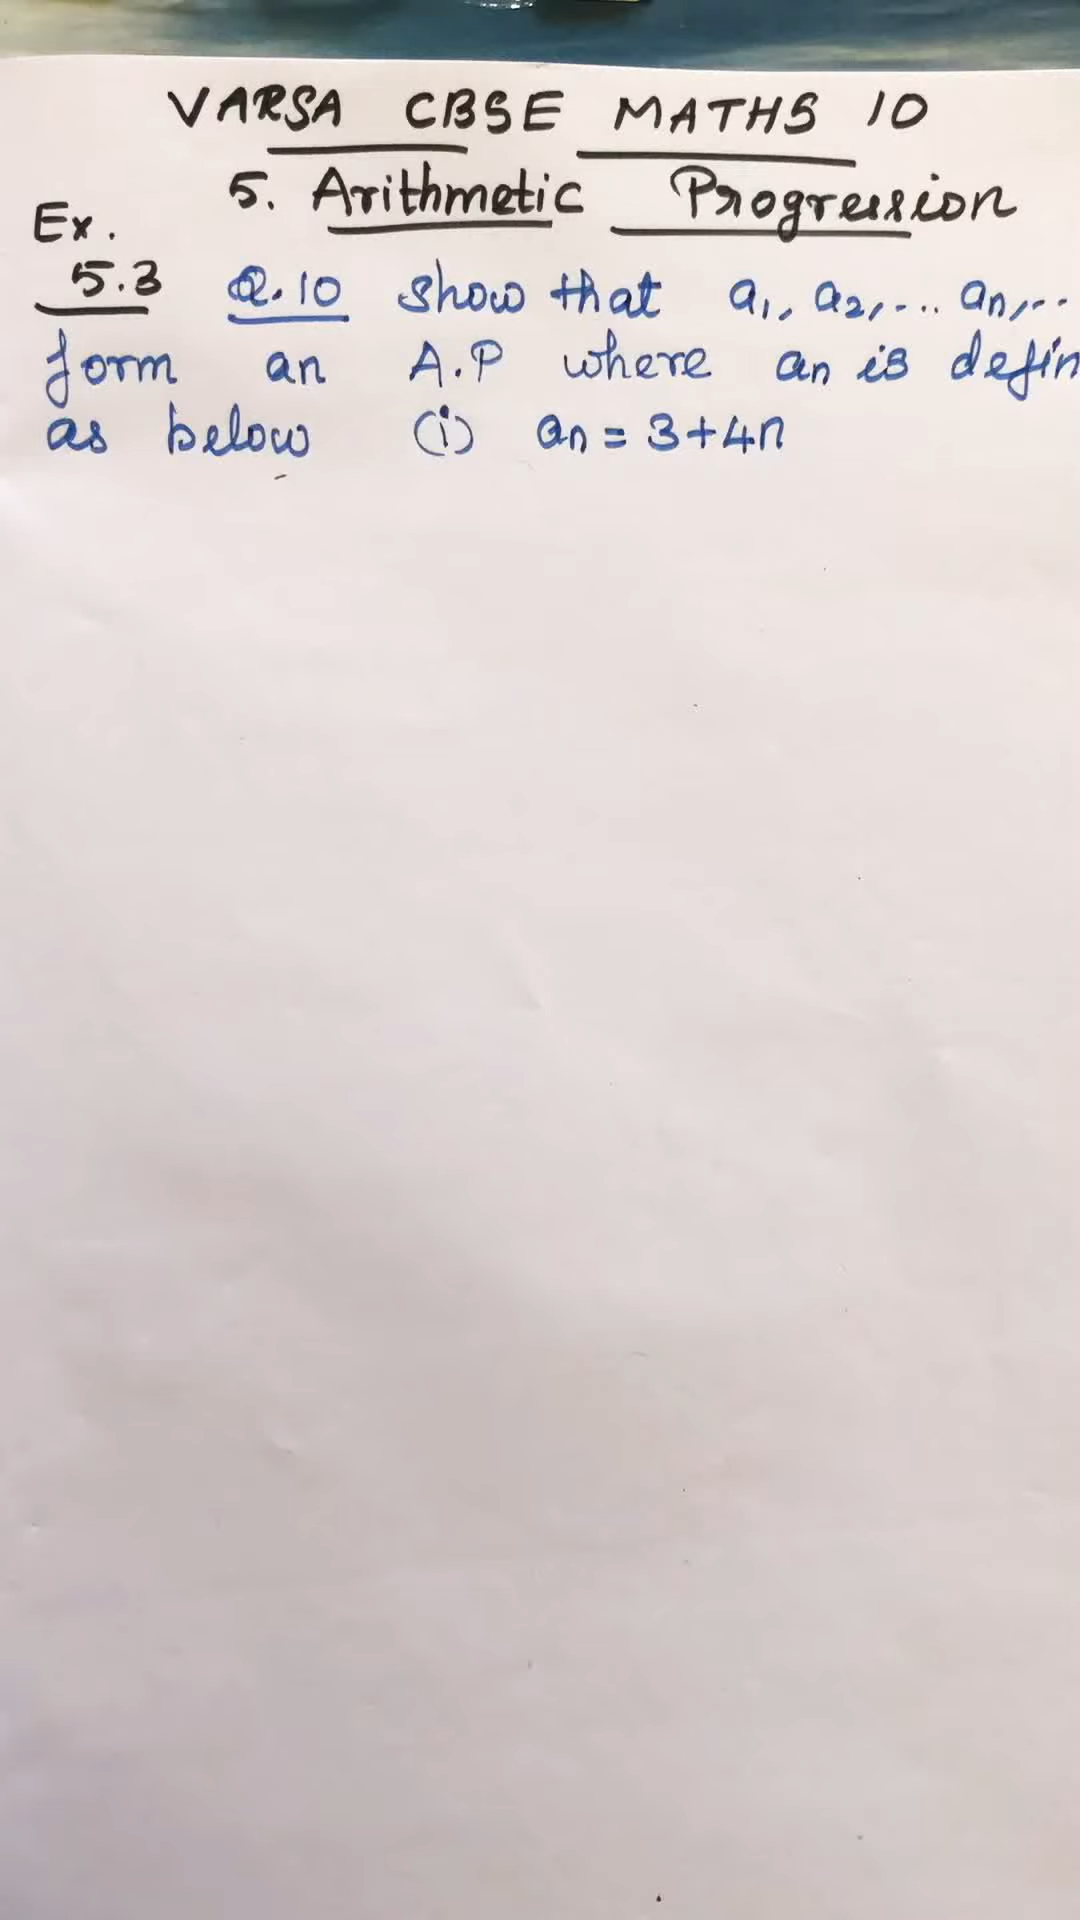 VARSA CBSE MATHS 10
5. Arithmetic Progression
Ex.
5.3 Q.10 show that a₁, a₂,... aₙ,..
form an A.P where aₙ is defin
as below (i) aₙ = 3+4n